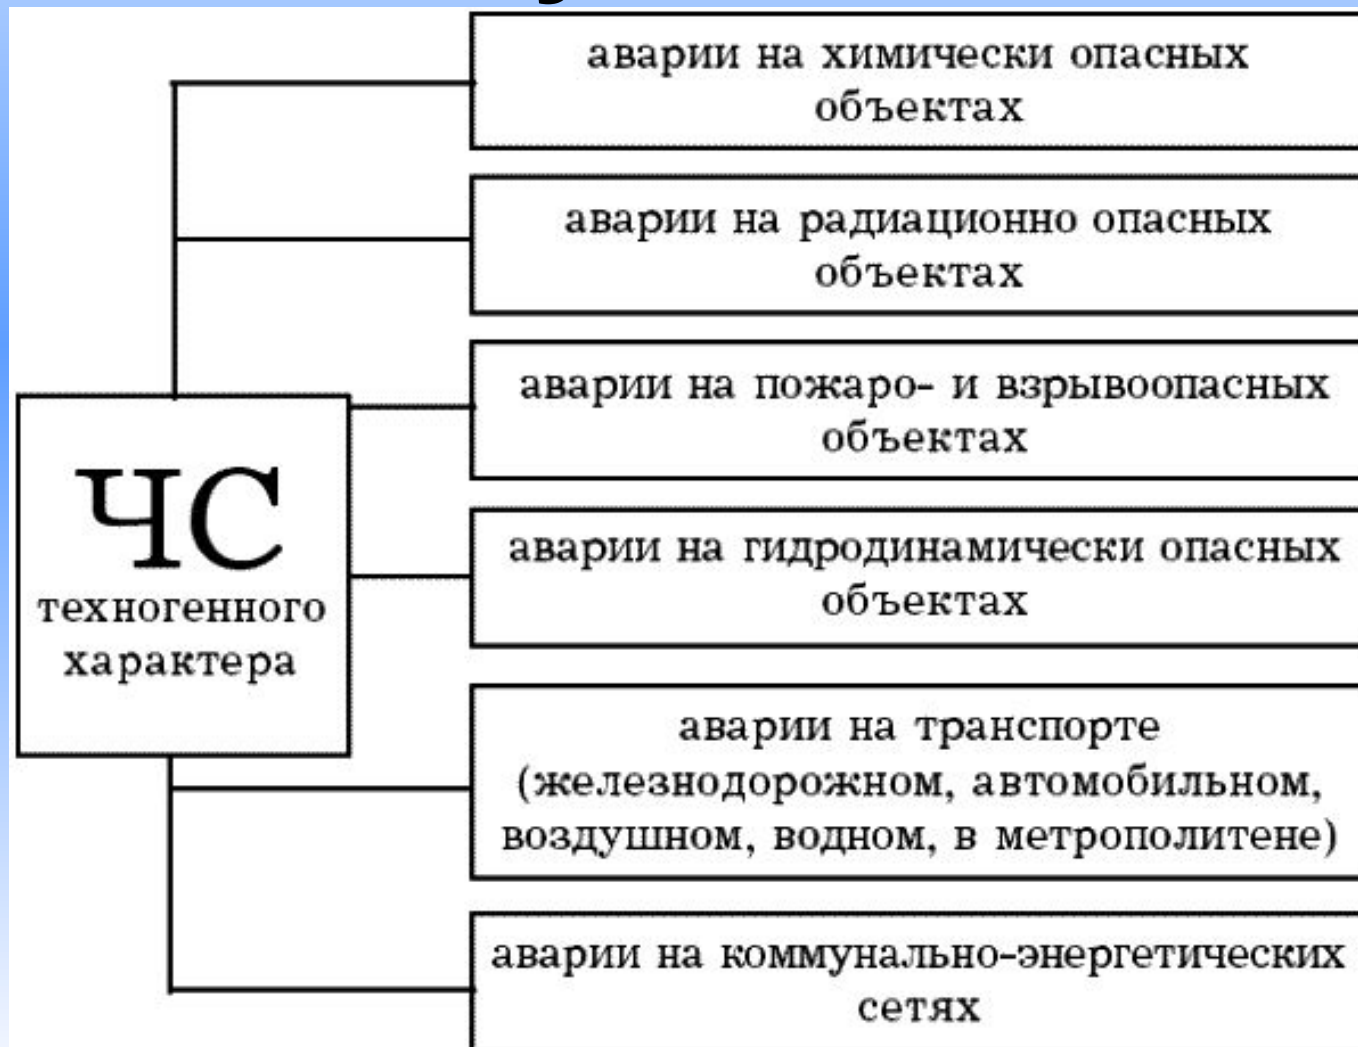 аварии на химически опасных
объектах
аварии на радиационно опасных
объектах
аварии на пожаро- и взрывоопасных
объектах
ЧС
техногенного
характера
аварии на гидродинамически опасных
объектах
аварии на транспорте
(железнодорожном, автомобильном,
воздушном, водном, в метрополитене)
аварии на коммунально-энергетических
сетях